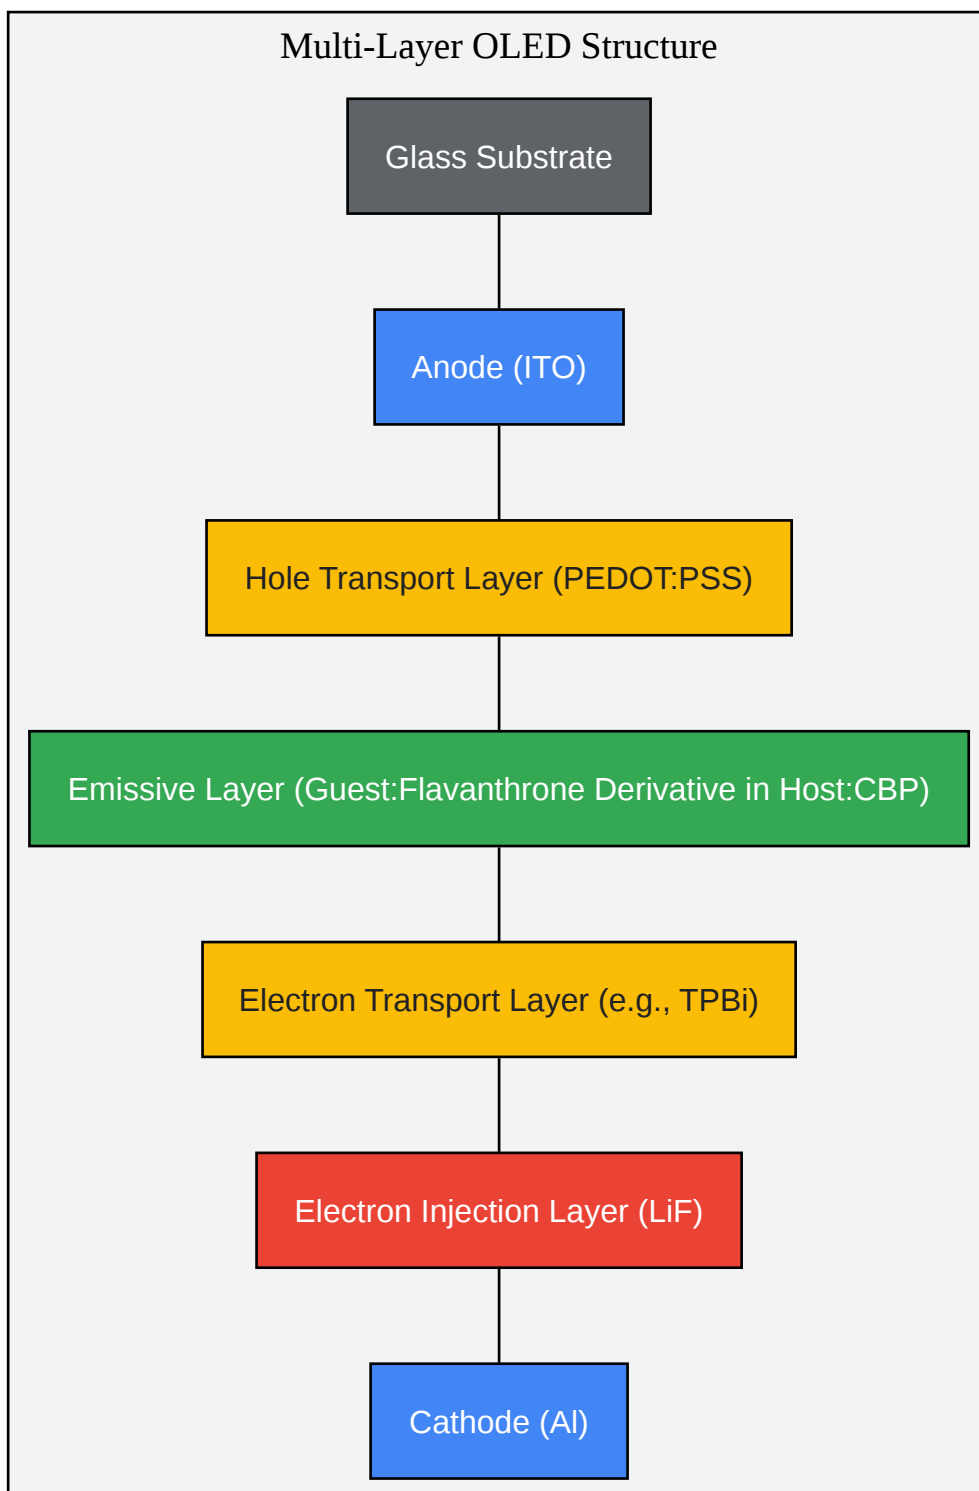 Multi-Layer OLED Structure
Glass Substrate
Anode (ITO)
Hole Transport Layer (PEDOT:PSS)
Emissive Layer (Guest:Flavanthrone Derivative in Host:CBP)
Electron Transport Layer (e.g., TPBi)
Electron Injection Layer (LiF)
Cathode (Al)